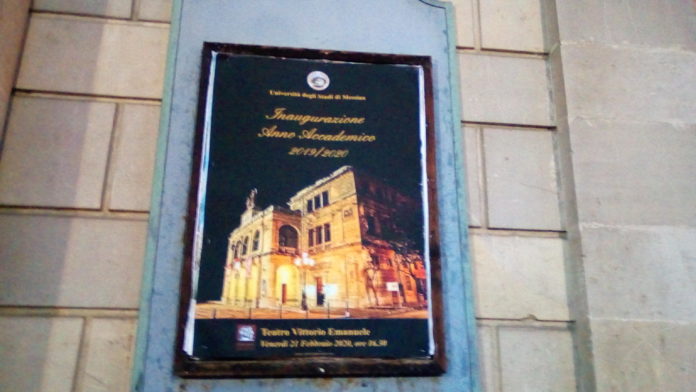 Università degli Studi di Messina
Inaugurazione
Anno Accademico
2019/2020
Teatro Vittorio Emanuele
Venerdì 21 Febbraio 2020, ore 16.30